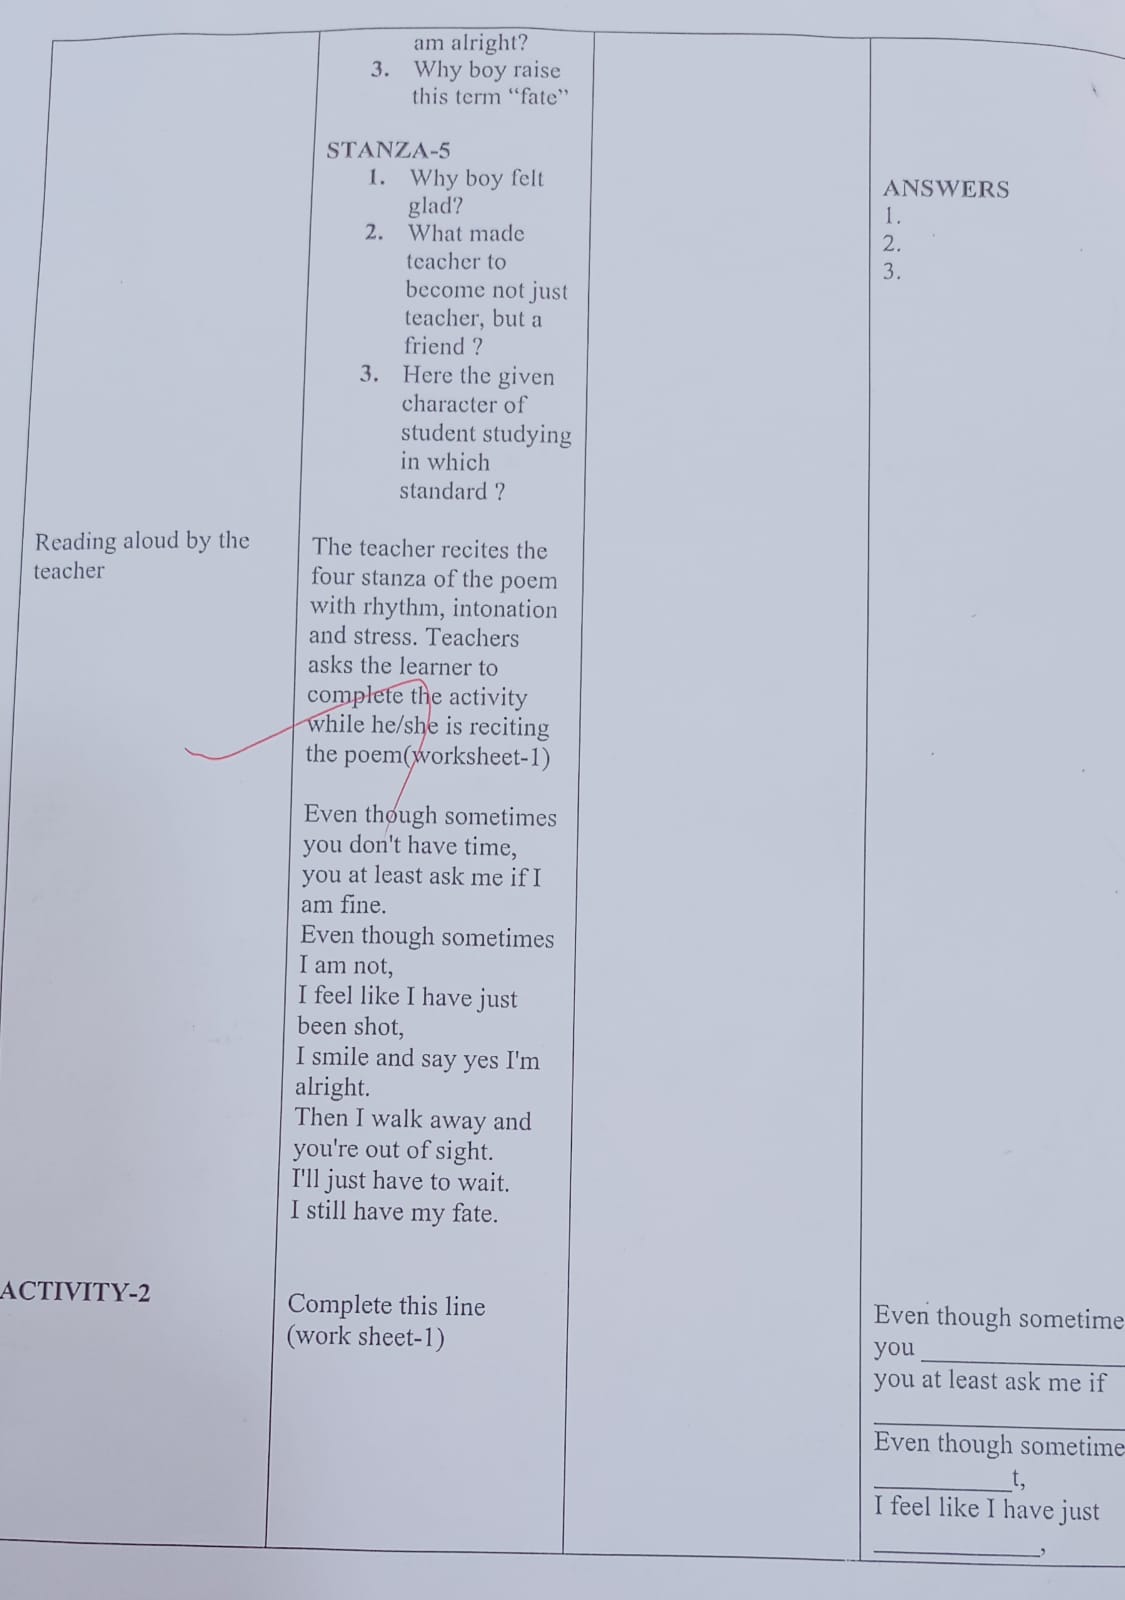 am alright?
3. Why boy raise
this term “fate”
STANZA-5
1. Why boy felt
glad?
2. What made
teacher to
become not just
teacher, but a
friend ?
3. Here the given
character of
student studying
in which
standard ?
ANSWERS
1.
2.
3.
Reading aloud by the
teacher
The teacher recites the
four stanza of the poem
with rhythm, intonation
and stress. Teachers
asks the learner to
complete the activity
while he/she is reciting
the poem(worksheet-1)
Even though sometimes
you don't have time,
you at least ask me if I
am fine.
Even though sometimes
I am not,
I feel like I have just
been shot,
I smile and say yes I'm
alright.
Then I walk away and
you're out of sight.
I'll just have to wait.
I still have my fate.
ACTIVITY-2
Complete this line
(work sheet-1)
Even though sometime
you ______________
you at least ask me if
__________________
Even though sometime
__________t,
I feel like I have just
____________,